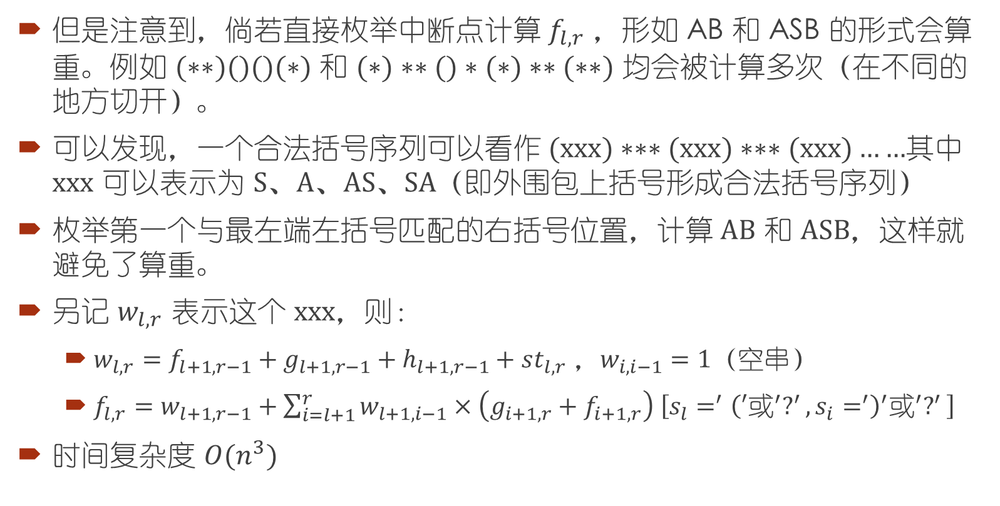 但是注意到，倘若直接枚举中断点计算 f_{l,r} ，形如 AB 和 ASB 的形式会算
重。例如 (∗∗)()()(∗) 和 (∗) ∗∗ () ∗ (∗) ∗∗ (∗∗) 均会被计算多次（在不同的
地方切开）。
可以发现，一个合法括号序列可以看作 (xxx) ∗∗∗ (xxx) ∗∗∗ (xxx) … …其中
xxx 可以表示为 S、A、AS、SA（即外围包上括号形成合法括号序列）
枚举第一个与最左端左括号匹配的右括号位置，计算 AB 和 ASB，这样就
避免了算重。
另记 w_{l,r} 表示这个 xxx，则：
w_{l,r} = f_{l+1,r−1} + g_{l+1,r−1} + h_{l+1,r−1} + st_{l,r} ，w_{i,i−1} = 1（空串）
f_{l,r} = w_{l+1,r−1} + ∑_{i=l+1}^{r} w_{l+1,i−1} × (g_{i+1,r} + f_{i+1,r}) [s_l =′ (′或′?′, s_i =′)′或′?′ ]
时间复杂度 O(n^3)